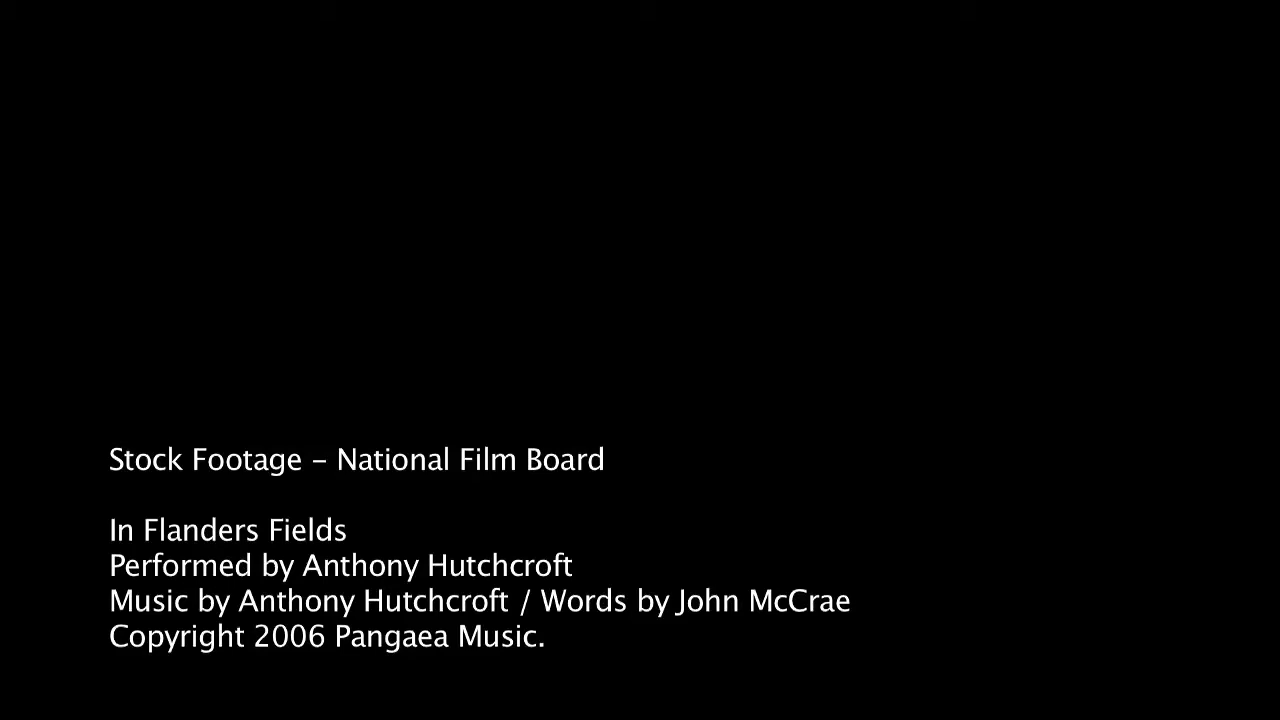 Stock Footage – National Film Board
In Flanders Fields
Performed by Anthony Hutchcroft
Music by Anthony Hutchcroft / Words by John McCrae
Copyright 2006 Pangaea Music.